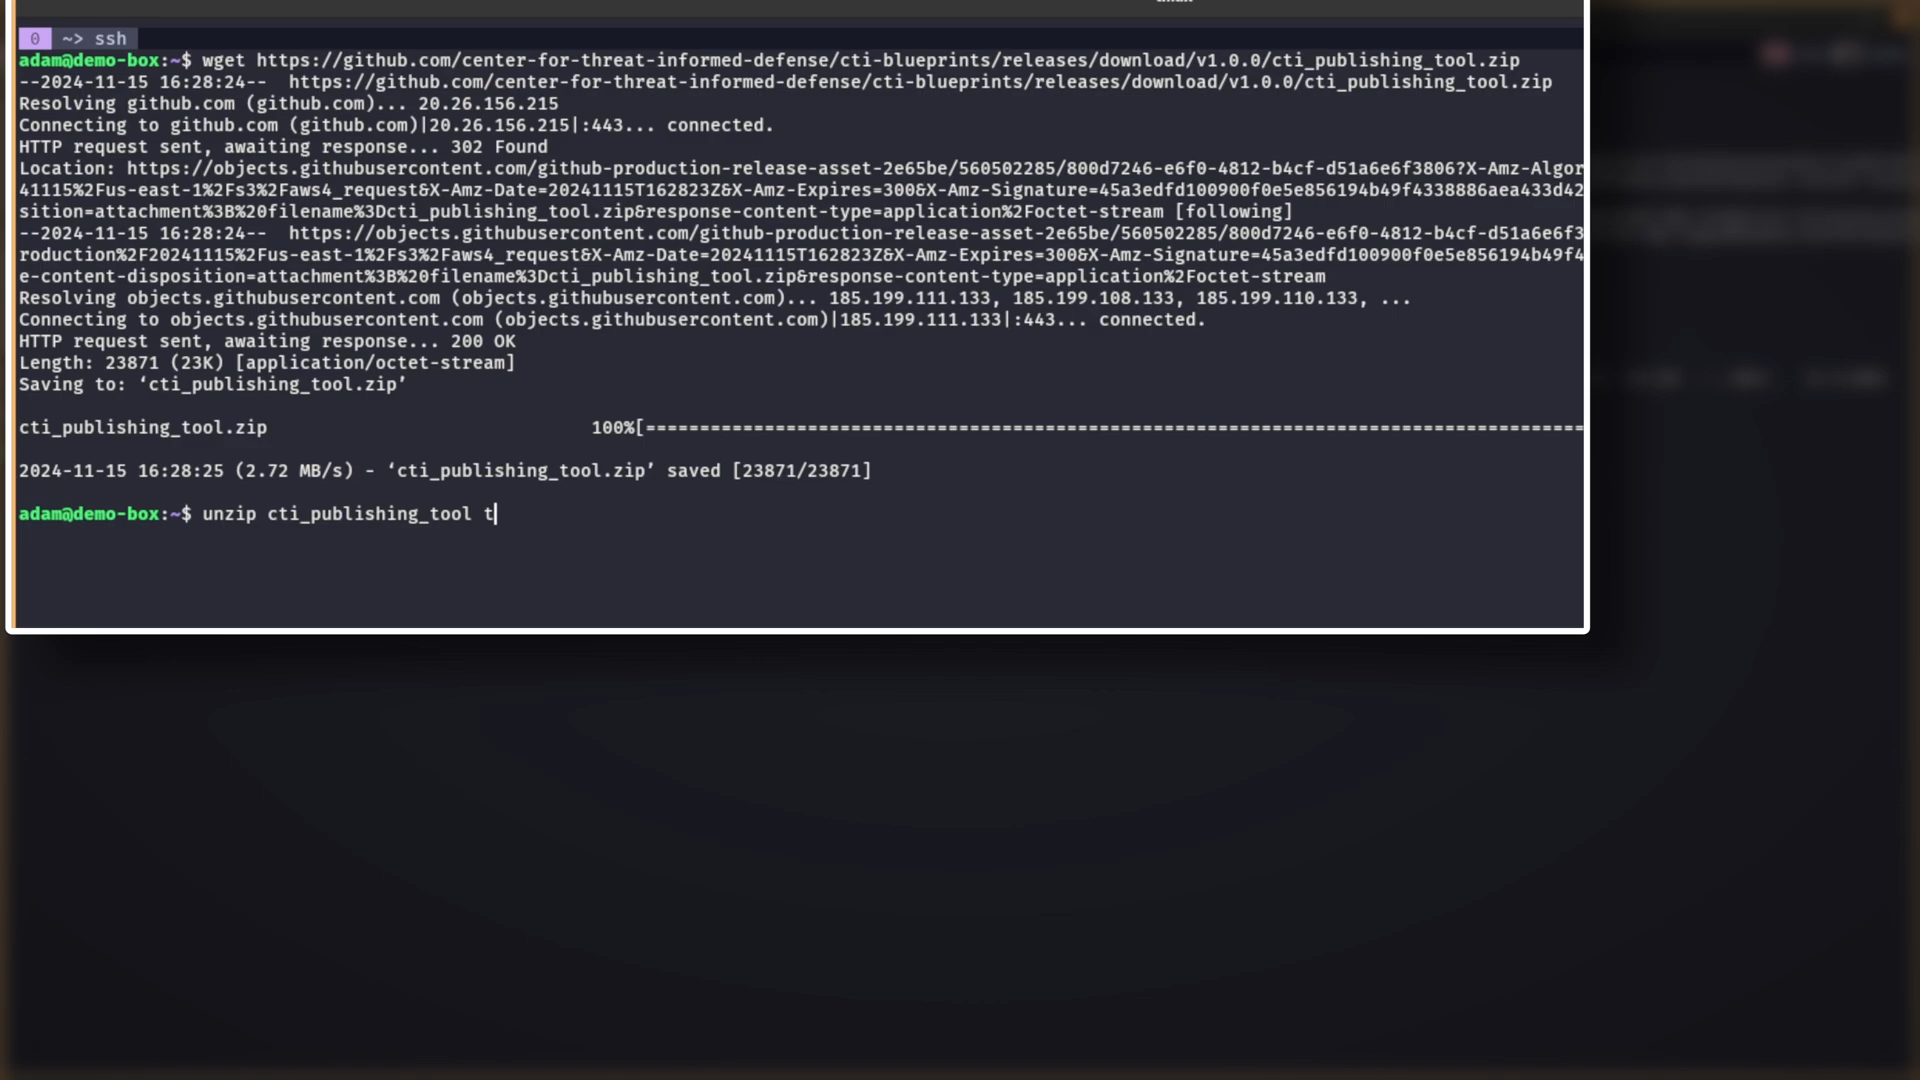 0 ~> ssh
adam@demo-box:~$ wget https://github.com/center-for-threat-informed-defense/cti-blueprints/releases/download/v1.0.0/cti_publishing_tool.zip
--2024-11-15 16:28:24--  https://github.com/center-for-threat-informed-defense/cti-blueprints/releases/download/v1.0.0/cti_publishing_tool.zip
Resolving github.com (github.com)... 20.26.156.215
Connecting to github.com (github.com)|20.26.156.215|:443... connected.
HTTP request sent, awaiting response... 302 Found
Location: https://objects.githubusercontent.com/github-production-release-asset-2e65be/560502285/800d7246-e6f0-4812-b4cf-d51a6e6f3806?X-Amz-Algor
41115%2Fus-east-1%2Fs3%2Faws4_request&X-Amz-Date=20241115T162823Z&X-Amz-Expires=300&X-Amz-Signature=45a3edfd100900f0e5e856194b49f4338886aea433d42
sition=attachment%3B%20filename%3Dcti_publishing_tool.zip&response-content-type=application%2Foctet-stream [following]
--2024-11-15 16:28:24--  https://objects.githubusercontent.com/github-production-release-asset-2e65be/560502285/800d7246-e6f0-4812-b4cf-d51a6e6f3
roduction%2F20241115%2Fus-east-1%2Fs3%2Faws4_request&X-Amz-Date=20241115T162823Z&X-Amz-Expires=300&X-Amz-Signature=45a3edfd100900f0e5e856194b49f4
e-content-disposition=attachment%3B%20filename%3Dcti_publishing_tool.zip&response-content-type=application%2Foctet-stream
Resolving objects.githubusercontent.com (objects.githubusercontent.com)... 185.199.111.133, 185.199.108.133, 185.199.110.133, ...
Connecting to objects.githubusercontent.com (objects.githubusercontent.com)|185.199.111.133|:443... connected.
HTTP request sent, awaiting response... 200 OK
Length: 23871 (23K) [application/octet-stream]
Saving to: ‘cti_publishing_tool.zip’
cti_publishing_tool.zip 100%[=======================================================================================
2024-11-15 16:28:25 (2.72 MB/s) - ‘cti_publishing_tool.zip’ saved [23871/23871]
adam@demo-box:~$ unzip cti_publishing_tool t